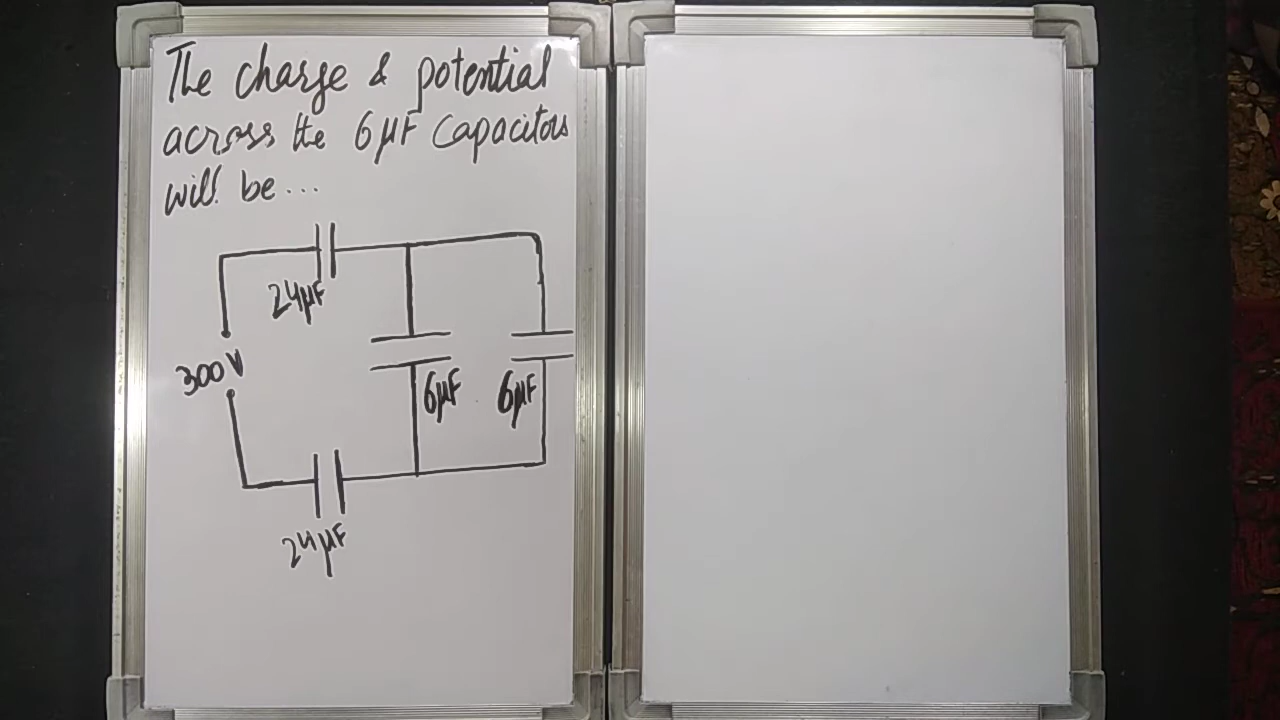 The charge & potential
across the 6µF capacitors
will be...
24µF
300V
6µF 6µF
24µF